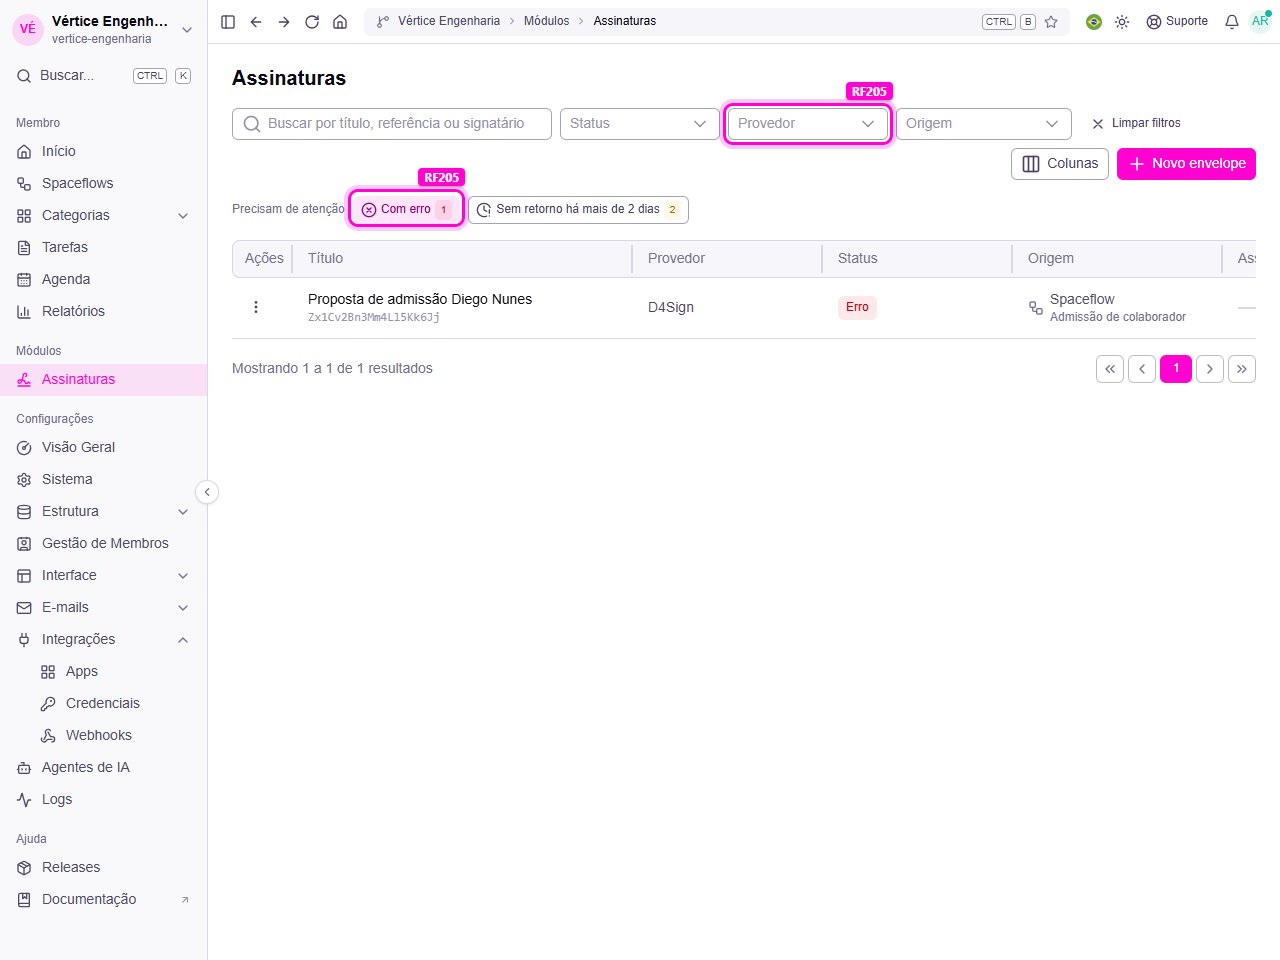 VÉ
Vértice Engenh...
vertice-engenharia
Buscar...
CTRL K
Membro
Início
Spaceflows
Categorias
Tarefas
Agenda
Relatórios
Módulos
Assinaturas
Configurações
Visão Geral
Sistema
Estrutura
Gestão de Membros
Interface
E-mails
Integrações
Apps
Credenciais
Webhooks
Agentes de IA
Logs
Ajuda
Releases
Documentação
Vértice Engenharia Módulos Assinaturas
CTRL B
Suporte
AR
Assinaturas
RF205
Buscar por título, referência ou signatário
Status
Provedor
Origem
Limpar filtros
Colunas
Novo envelope
RF205
Precisam de atenção
Com erro 1
Sem retorno há mais de 2 dias 2
Ações Título Provedor Status Origem As
Proposta de admissão Diego Nunes
Zx1Cv2Bn3Mm4Ll5Kk6Jj
D4Sign
Erro
Spaceflow
Admissão de colaborador
—
Mostrando 1 a 1 de 1 resultados
1